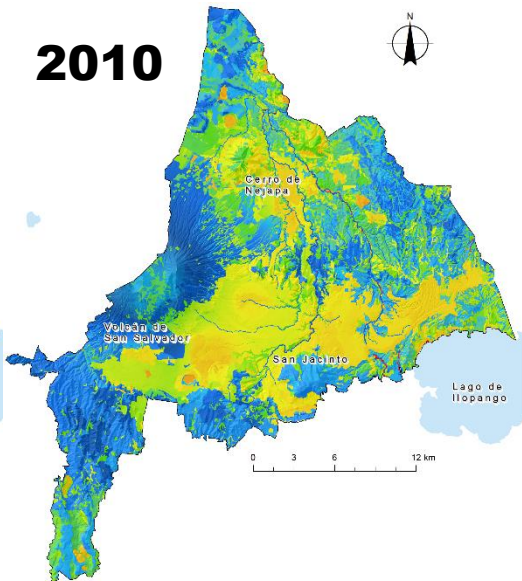 2010
N
Cerro de
Nejapa
Volcán de
San Salvador
San Jacinto
Lago de
Ilopango
0 3 6 12 km